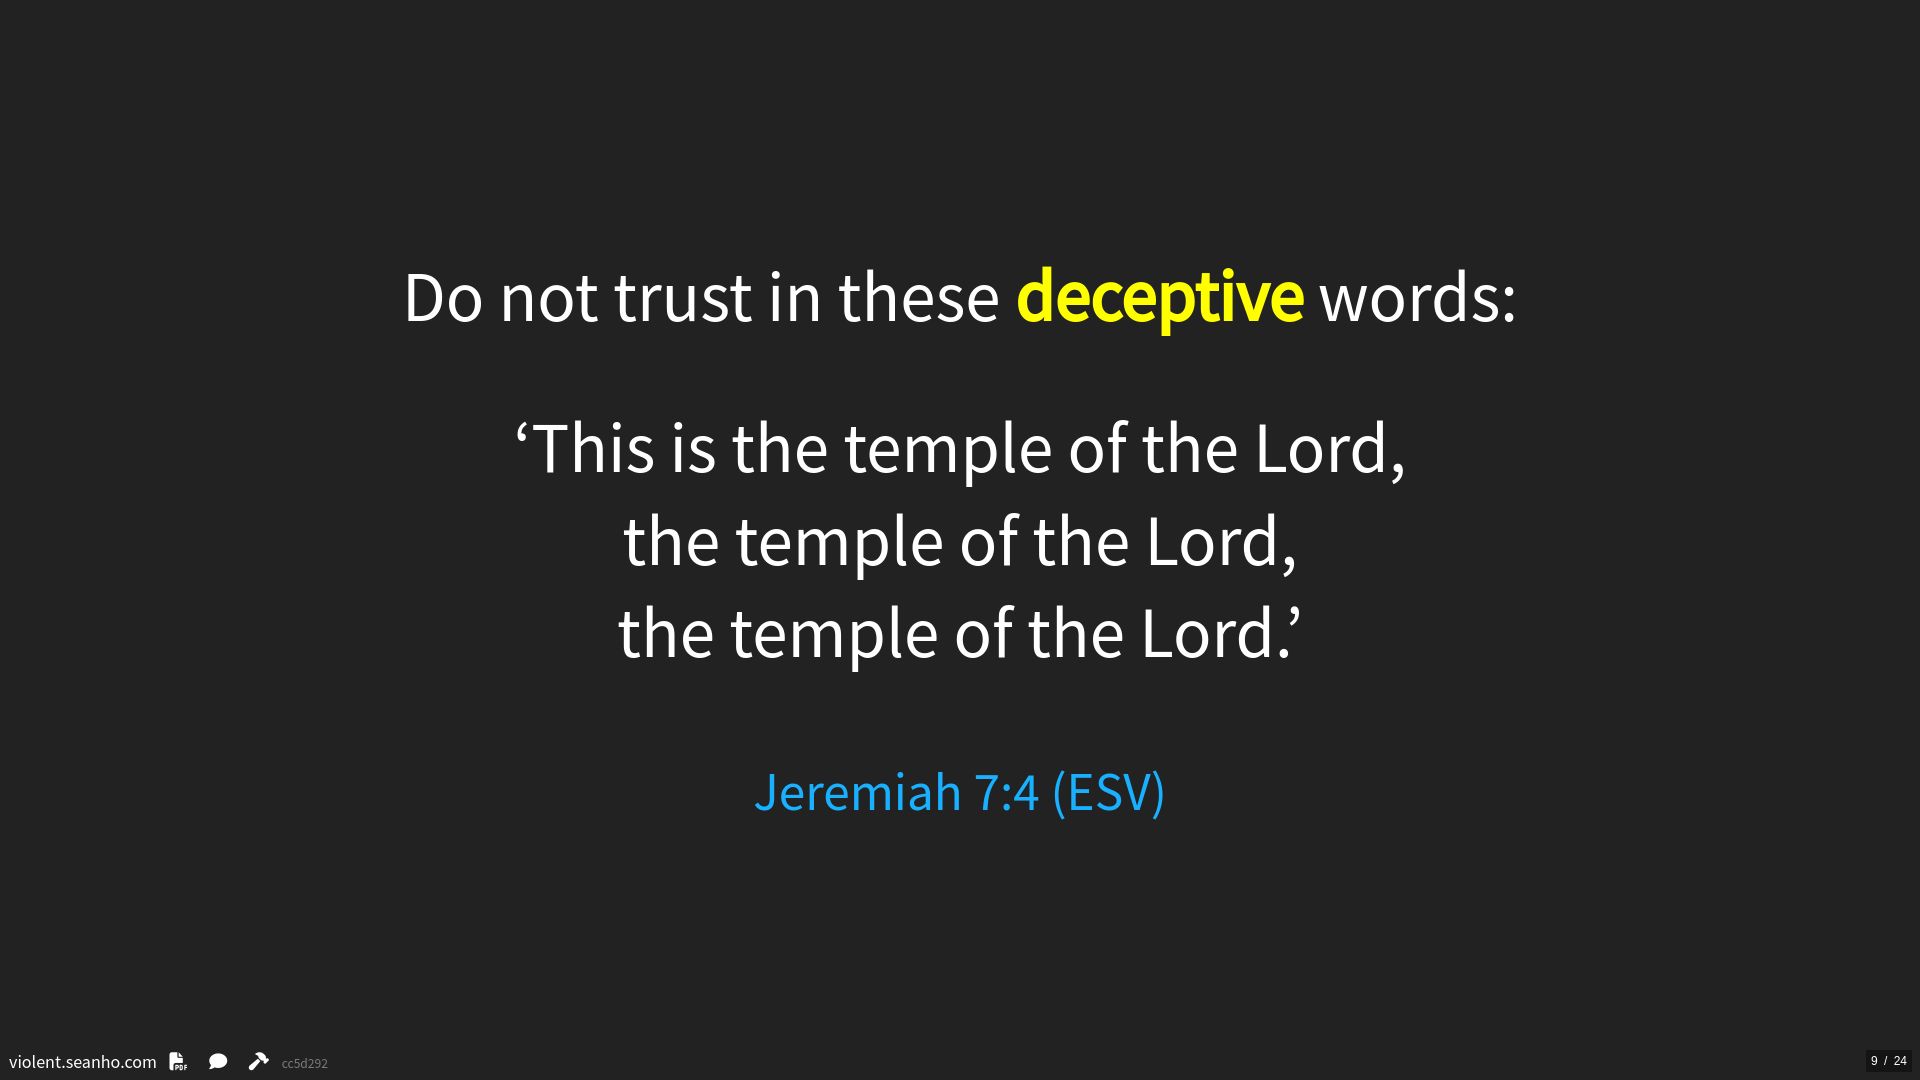 Do not trust in these deceptive words:
‘This is the temple of the Lord,
the temple of the Lord,
the temple of the Lord.’
Jeremiah 7:4 (ESV)
violent.seanho.com PDF cc5d292
9 / 24